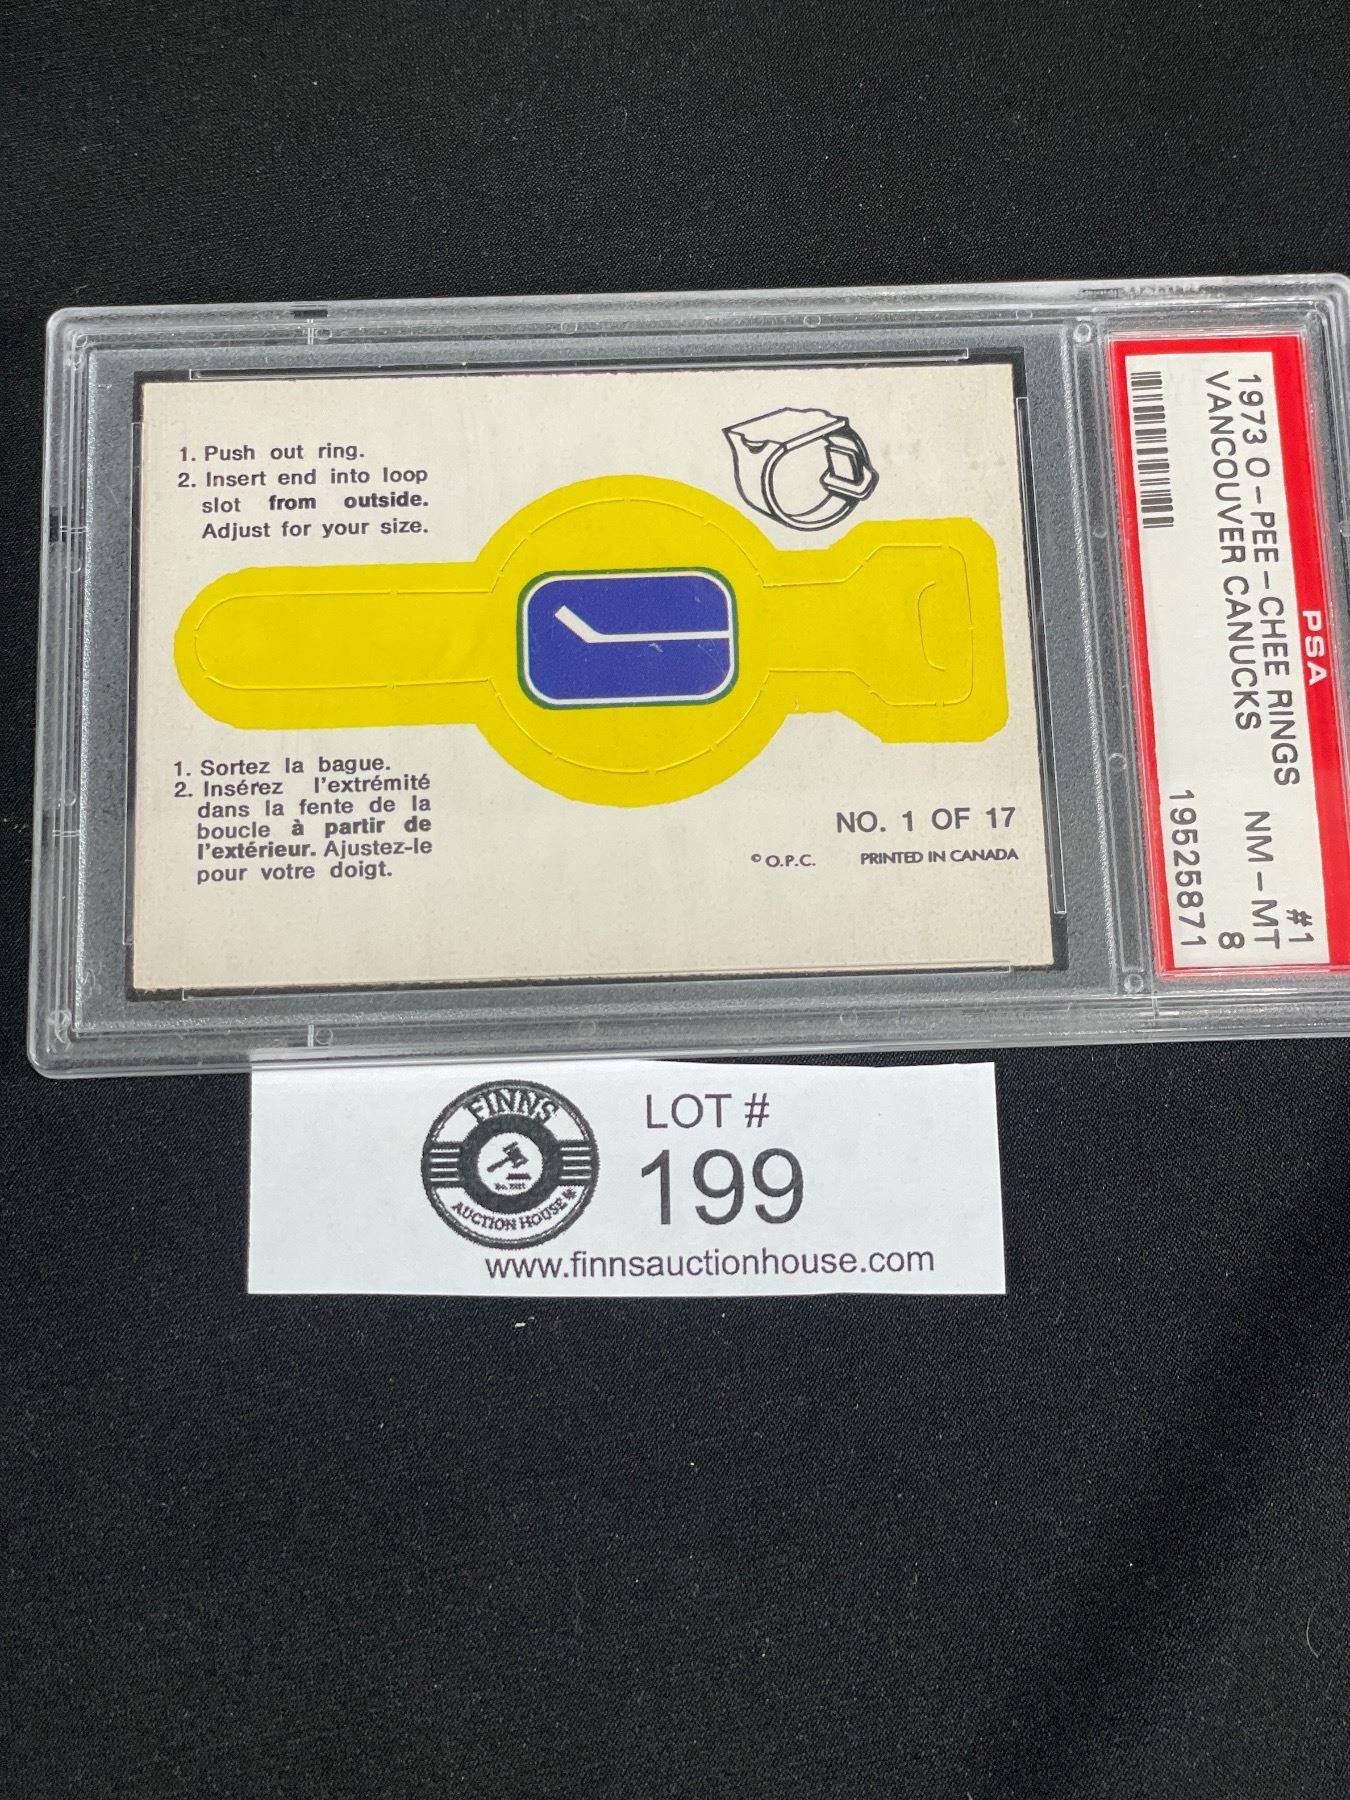 1. Push out ring.
2. Insert end into loop
slot from outside.
Adjust for your size.
1. Sortez la bague.
2. Insérez l'extrémité
dans la fente de la
boucle à partir de
l'extérieur. Ajustez-le
pour votre doigt.
NO. 1 OF 17
© O.P.C. PRINTED IN CANADA
PSA
1973 O-PEE-CHEE RINGS #1
VANCOUVER CANUCKS NM-MT
8
19525871
FINNS
AUCTION HOUSE
LOT #
199
www.finnsauctionhouse.com